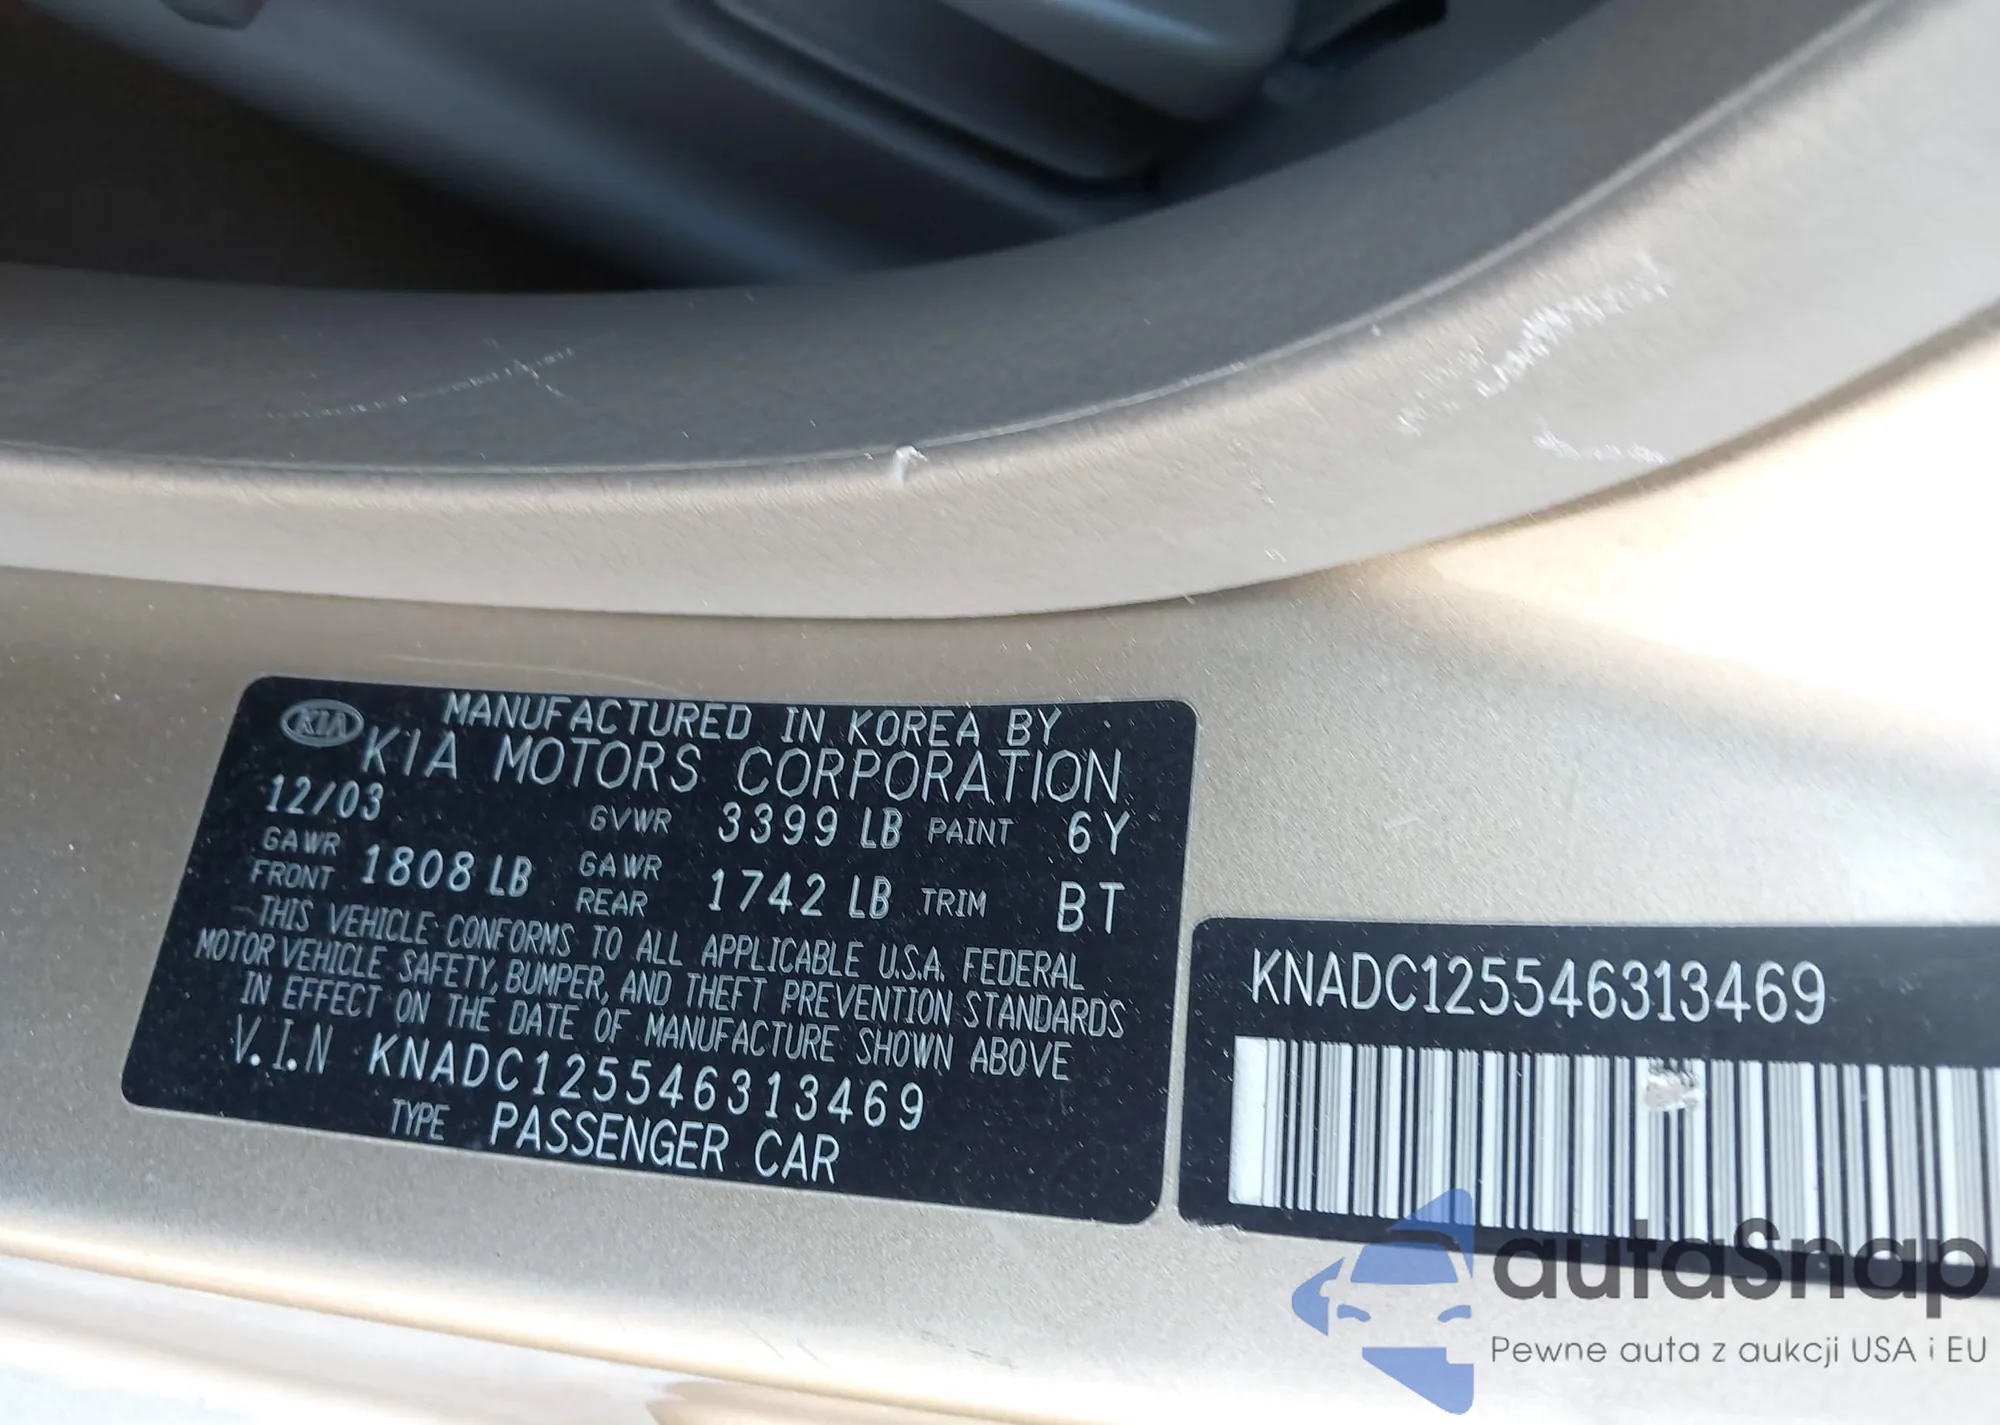 KIA
MANUFACTURED IN KOREA BY
KIA MOTORS CORPORATION
12/03 GVWR 3399 LB PAINT 6Y
GAWR FRONT 1808 LB GAWR REAR 1742 LB TRIM BT
THIS VEHICLE CONFORMS TO ALL APPLICABLE U.S.A. FEDERAL
MOTOR VEHICLE SAFETY, BUMPER, AND THEFT PREVENTION STANDARDS
IN EFFECT ON THE DATE OF MANUFACTURE SHOWN ABOVE
V.I.N KNADC125546313469
TYPE PASSENGER CAR
KNADC125546313469
autaSnap
Pewne auta z aukcji USA i EU